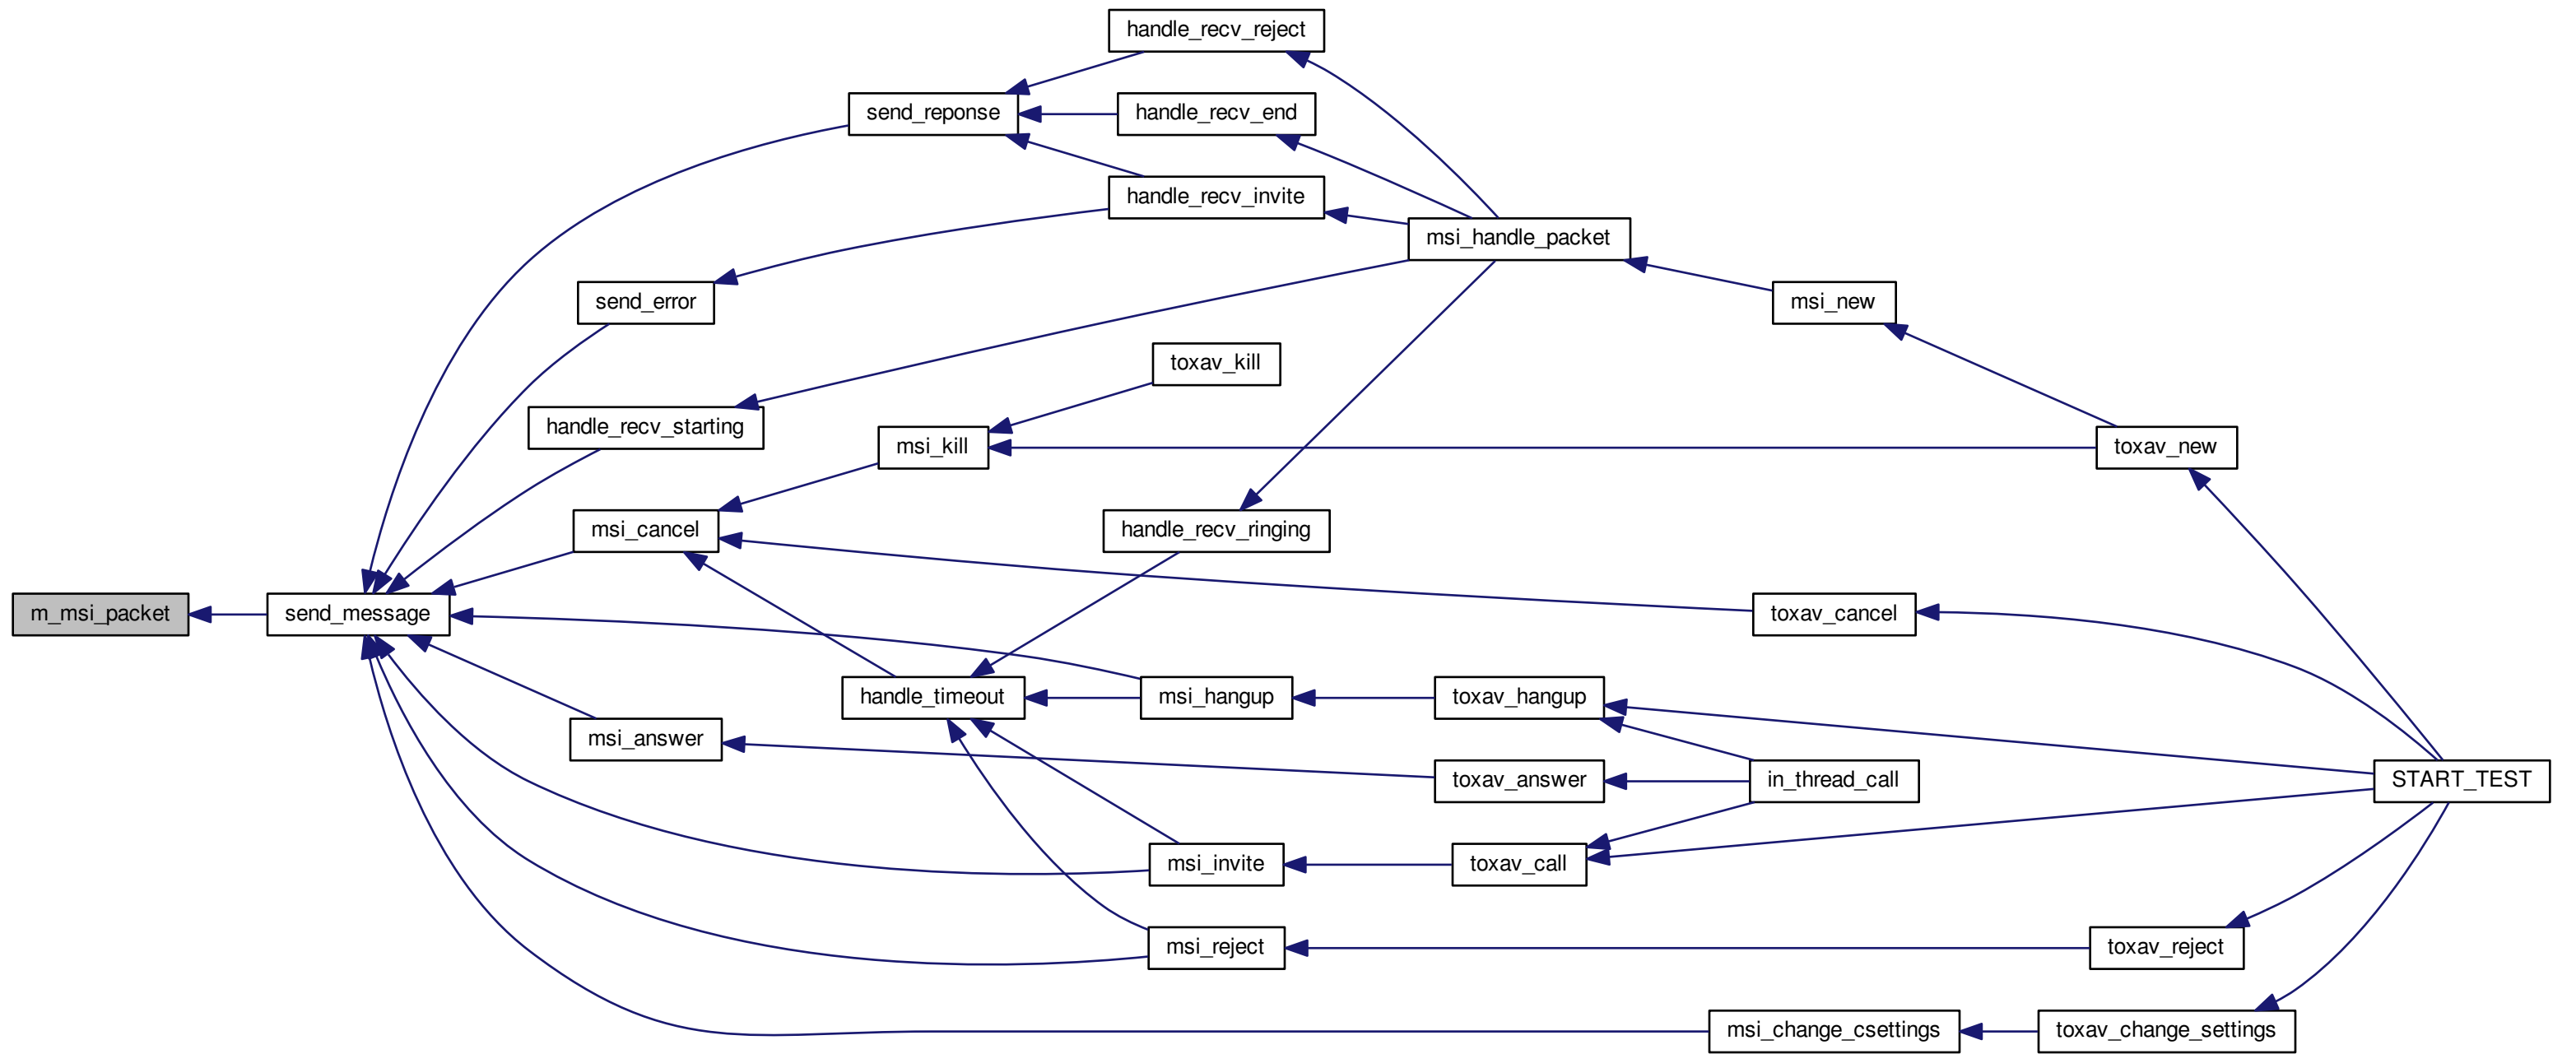 handle_recv_reject
send_reponse
handle_recv_end
handle_recv_invite
msi_handle_packet
send_error
msi_new
toxav_kill
handle_recv_starting
msi_kill
toxav_new
msi_cancel
handle_recv_ringing
m_msi_packet
send_message
toxav_cancel
handle_timeout
msi_hangup
toxav_hangup
msi_answer
toxav_answer
in_thread_call
START_TEST
msi_invite
toxav_call
msi_reject
toxav_reject
msi_change_csettings
toxav_change_settings